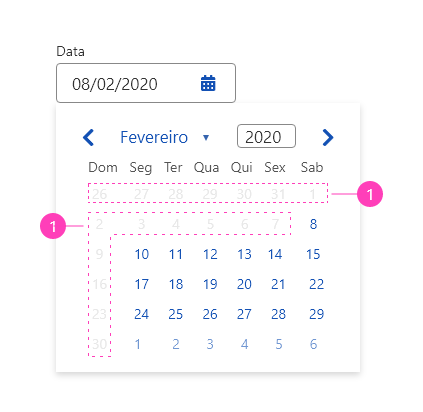 Data
08/02/2020
Fevereiro 2020
Dom Seg Ter Qua Qui Sex Sab
26 27 28 29 30 31 1 1
1 2 3 4 5 6 7 8
9 10 11 12 13 14 15
16 17 18 19 20 21 22
23 24 25 26 27 28 29
30 1 2 3 4 5 6